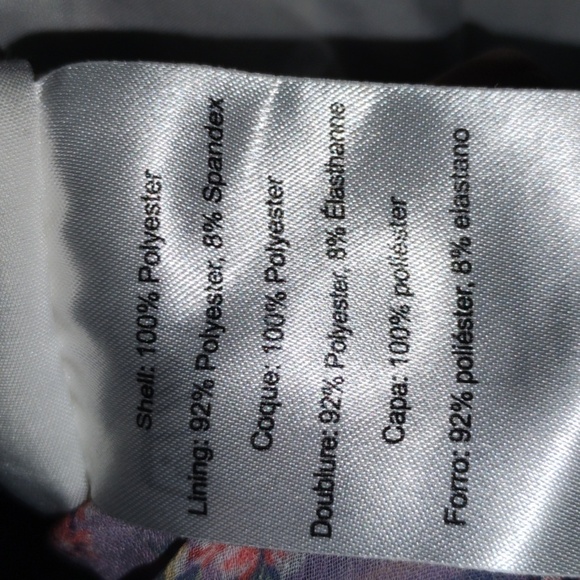 Shell: 100% Polyester
Lining: 92% Polyester, 8% Spandex
Coque: 100% Polyester
Doublure: 92% Polyester, 8% Élasthanne
Capa: 100% poliéster
Forro: 92% poliéster, 8% elastano